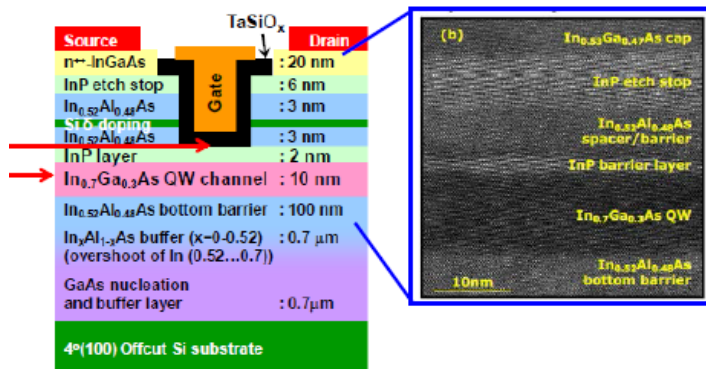 TaSiOx
Source
Drain
n++-InGaAs : 20 nm
InP etch stop : 6 nm
In0.52Al0.48As : 3 nm
Si δ doping
In0.52Al0.48As : 3 nm
InP layer : 2 nm
In0.7Ga0.3As QW channel : 10 nm
In0.52Al0.48As bottom barrier : 100 nm
InxAl1-xAs buffer (x=0-0.52) : 0.7 μm
(overshoot of In (0.52...0.7))
GaAs nucleation
and buffer layer : 0.7μm
4º(100) Offcut Si substrate
Gate
(b)
In0.53Ga0.47As cap
InP etch stop
In0.52Al0.48As
spacer/barrier
InP barrier layer
In0.7Ga0.3As QW
In0.52Al0.48As
bottom barrier
10nm